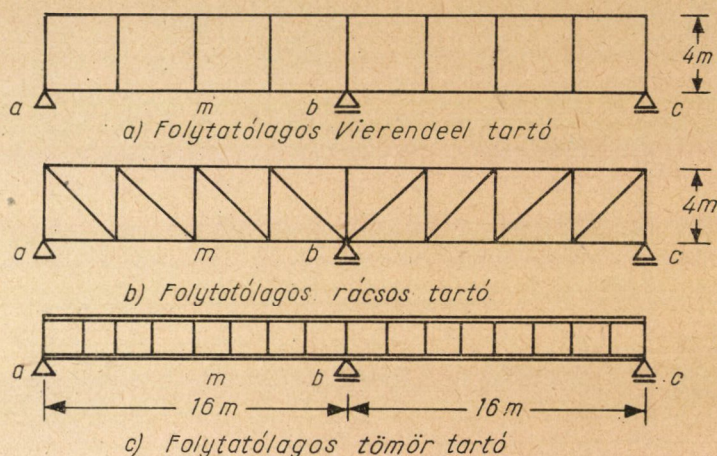 4m
a m b c
a) Folytatólagos Vierendeel tartó
4m
a m b c
b) Folytatólagos rácsos tartó
a m b c
16 m 16 m
c) Folytatólagos tömör tartó